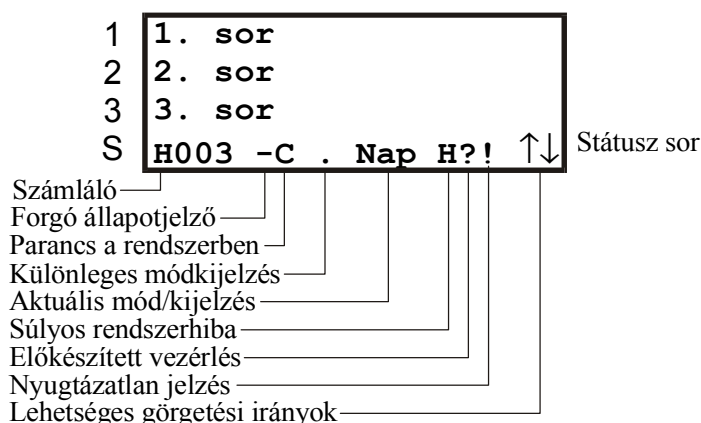 1 1. sor
2 2. sor
3 3. sor
S H003 -C . Nap H?! ↑↓ Státusz sor
Számláló
Forgó állapotjelző
Parancs a rendszerben
Különleges módkijelzés
Aktuális mód/kijelzés
Súlyos rendszerhiba
Előkészített vezérlés
Nyugtázatlan jelzés
Lehetséges görgetési irányok